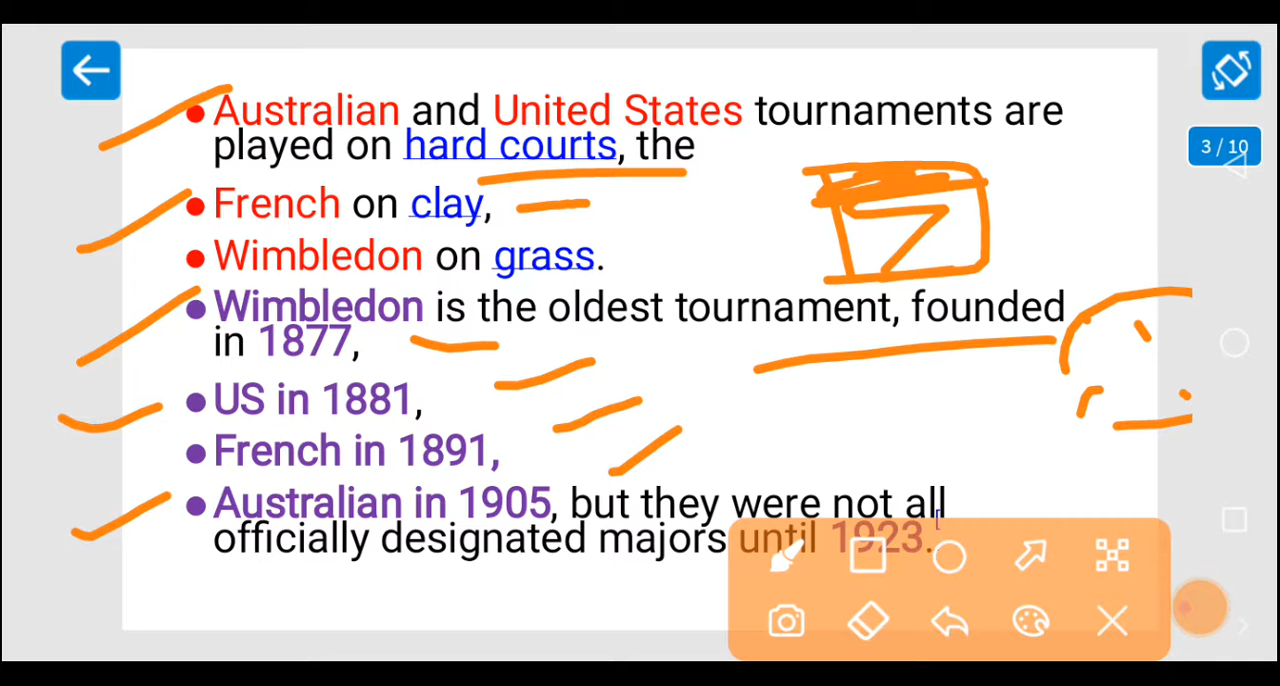 ● Australian and United States tournaments are
played on hard courts, the
3 / 10
● French on clay,
● Wimbledon on grass.
● Wimbledon is the oldest tournament, founded
in 1877,
● US in 1881,
● French in 1891,
● Australian in 1905, but they were not all
officially designated majors until 1923.